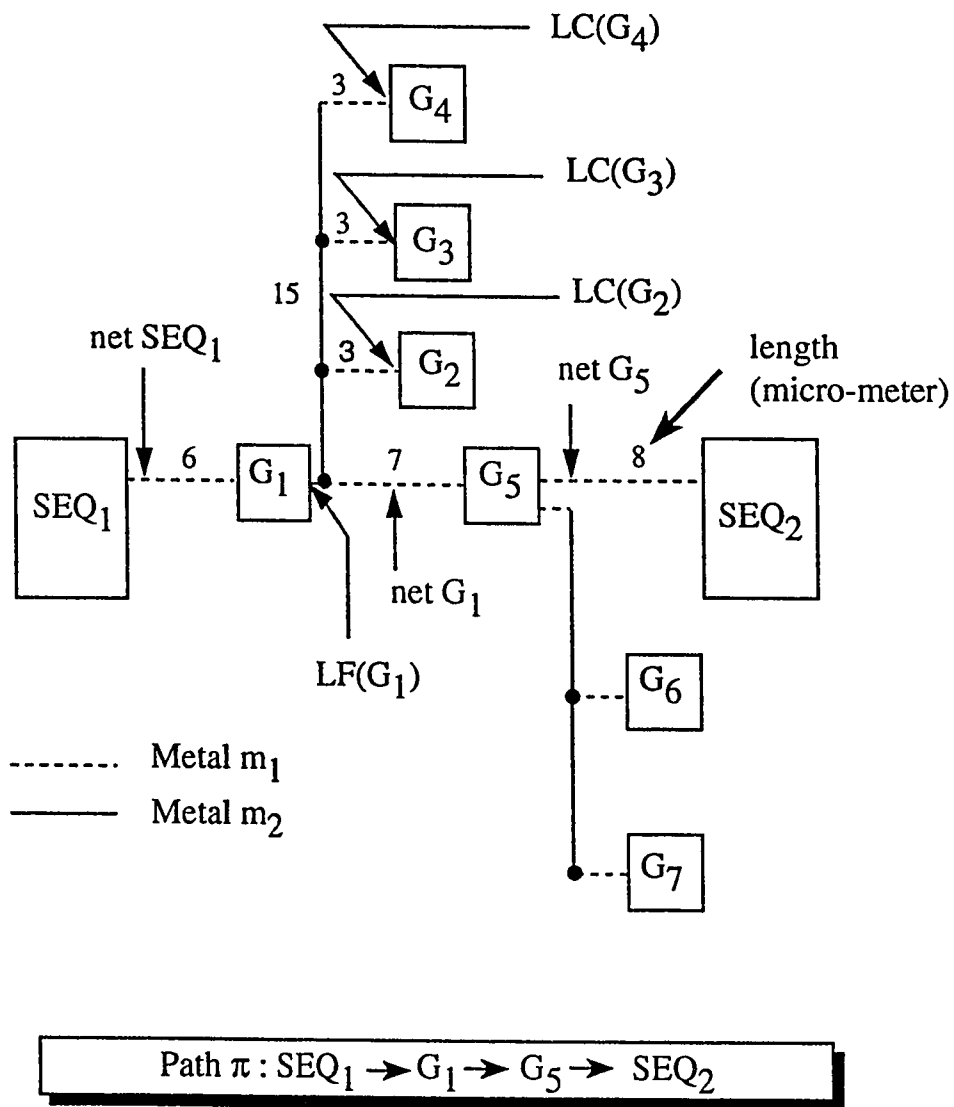 LC(G4)
3
G4
LC(G3)
3
G3
15
LC(G2)
3
G2
net SEQ1
net G5
length
(micro-meter)
6
7
8
SEQ1
G1
G5
SEQ2
net G1
LF(G1)
G6
G7
Metal m1
Metal m2
Path π : SEQ1 → G1 → G5 → SEQ2